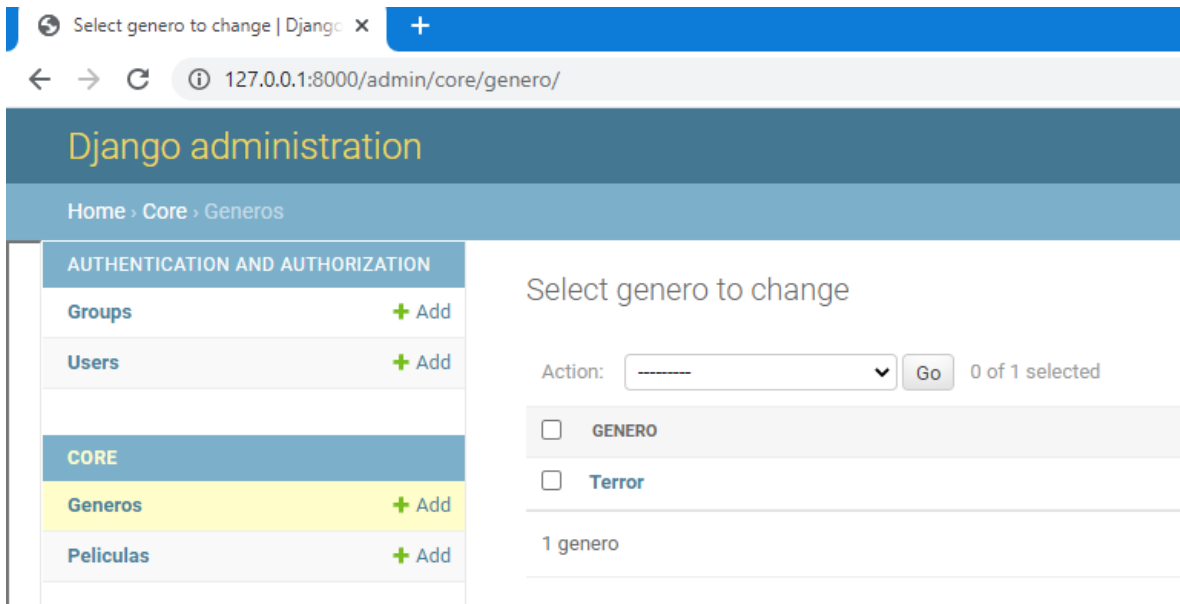 Select genero to change | Django
127.0.0.1:8000/admin/core/genero/
Django administration
Home › Core › Generos
AUTHENTICATION AND AUTHORIZATION
Groups + Add
Users + Add
CORE
Generos + Add
Peliculas + Add
Select genero to change
Action: --------- Go 0 of 1 selected
GENERO
Terror
1 genero